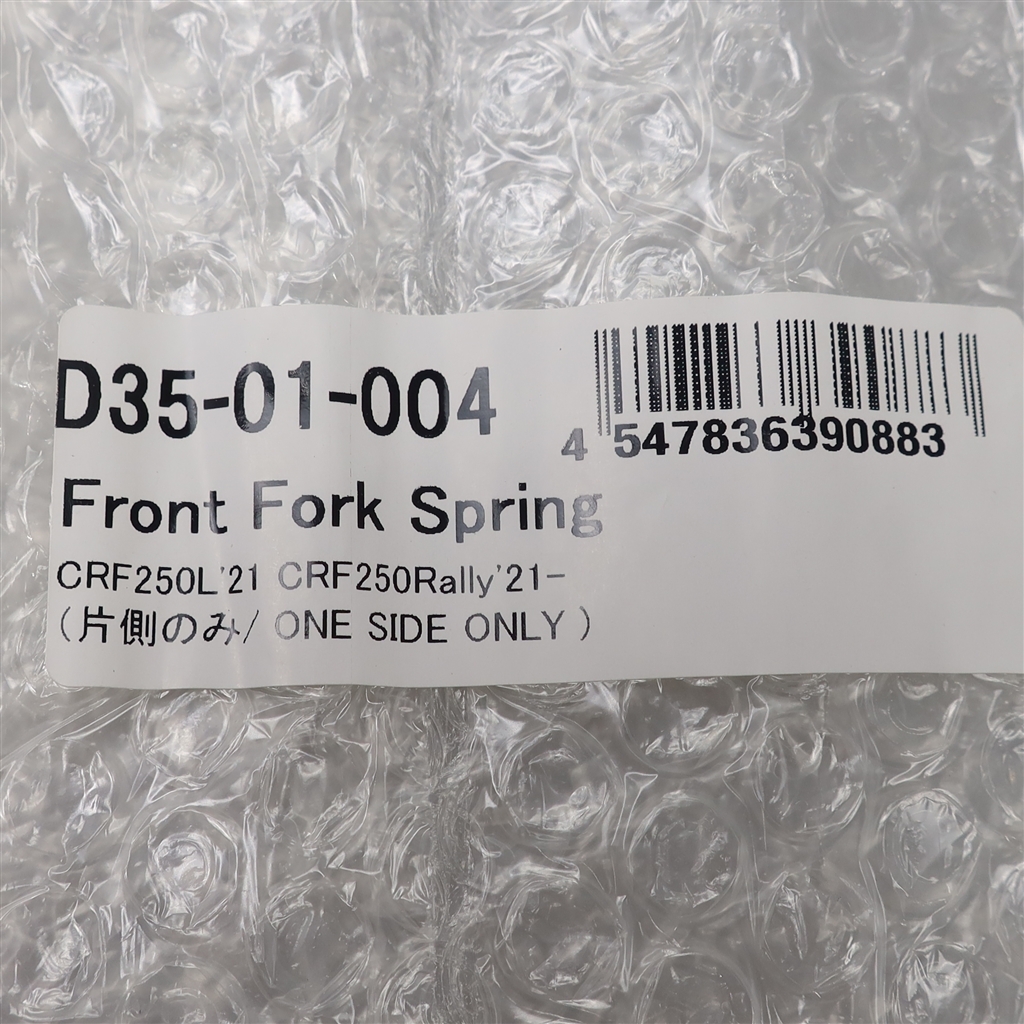 D35-01-004
4 547836390883
Front Fork Spring
CRF250L'21 CRF250Rally'21-
(片側のみ/ ONE SIDE ONLY )